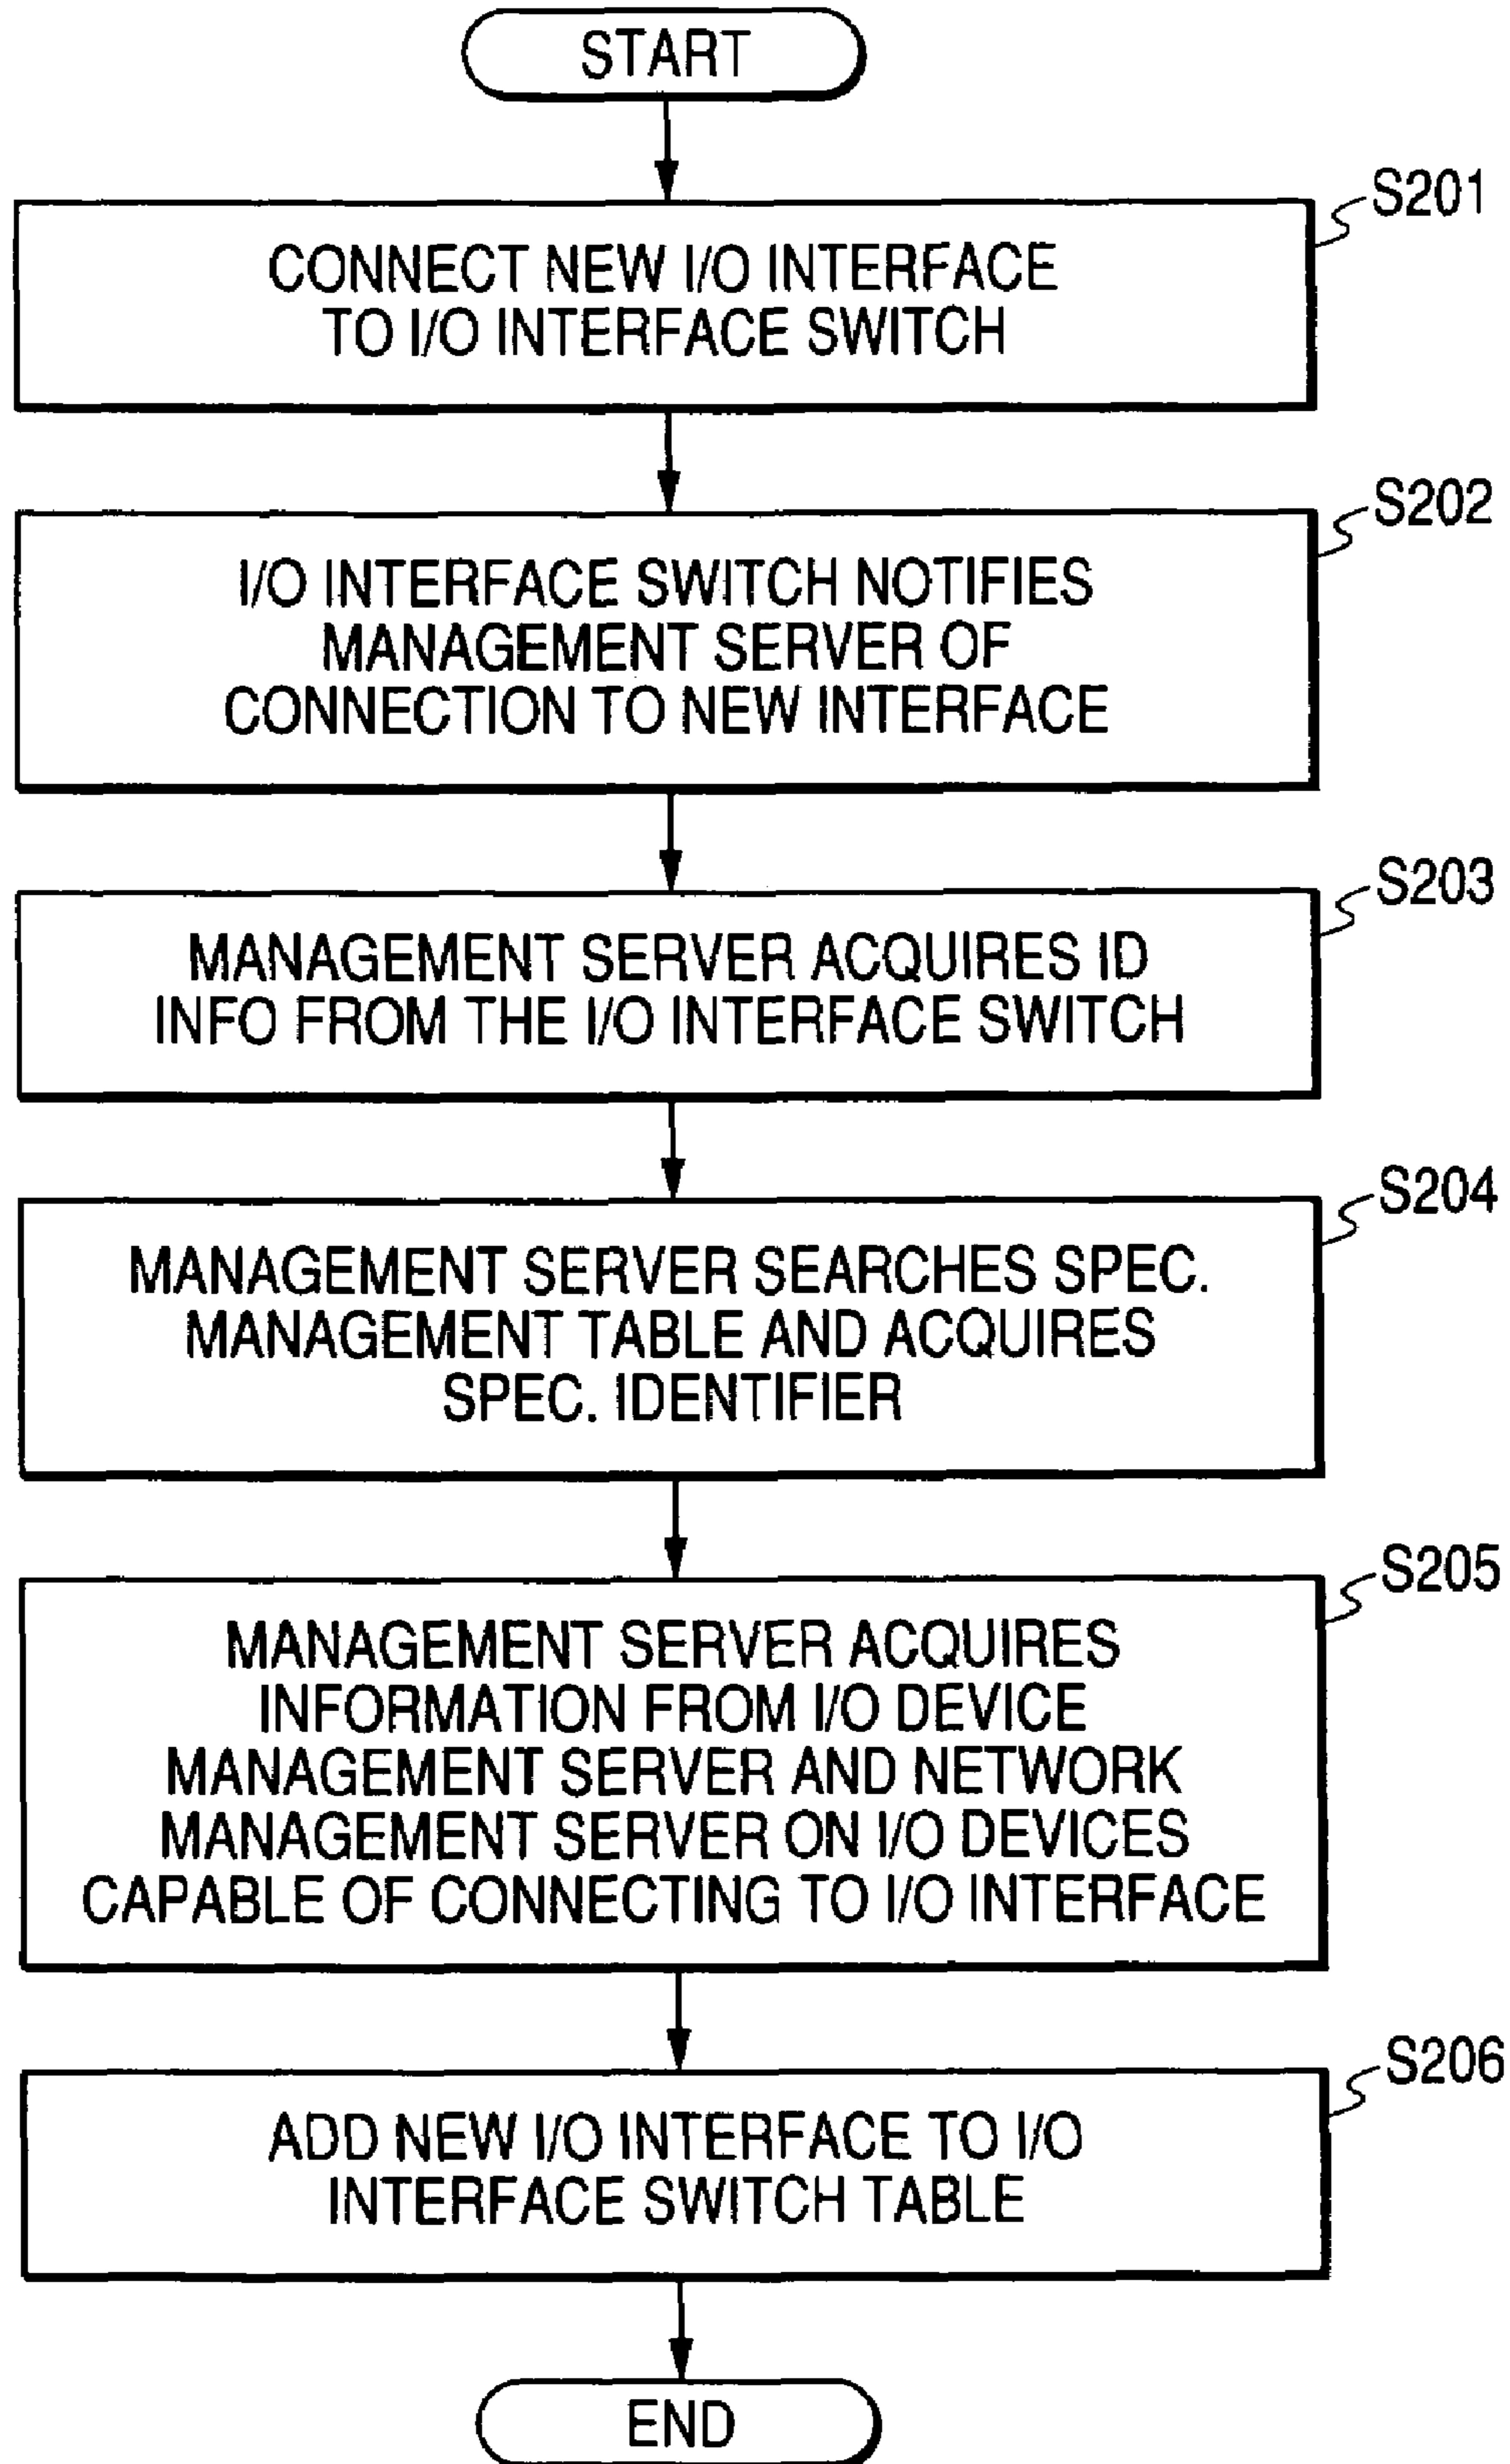 START
S201
CONNECT NEW I/O INTERFACE
TO I/O INTERFACE SWITCH
S202
I/O INTERFACE SWITCH NOTIFIES
MANAGEMENT SERVER OF
CONNECTION TO NEW INTERFACE
S203
MANAGEMENT SERVER ACQUIRES ID
INFO FROM THE I/O INTERFACE SWITCH
S204
MANAGEMENT SERVER SEARCHES SPEC.
MANAGEMENT TABLE AND ACQUIRES
SPEC. IDENTIFIER
S205
MANAGEMENT SERVER ACQUIRES
INFORMATION FROM I/O DEVICE
MANAGEMENT SERVER AND NETWORK
MANAGEMENT SERVER ON I/O DEVICES
CAPABLE OF CONNECTING TO I/O INTERFACE
S206
ADD NEW I/O INTERFACE TO I/O
INTERFACE SWITCH TABLE
END